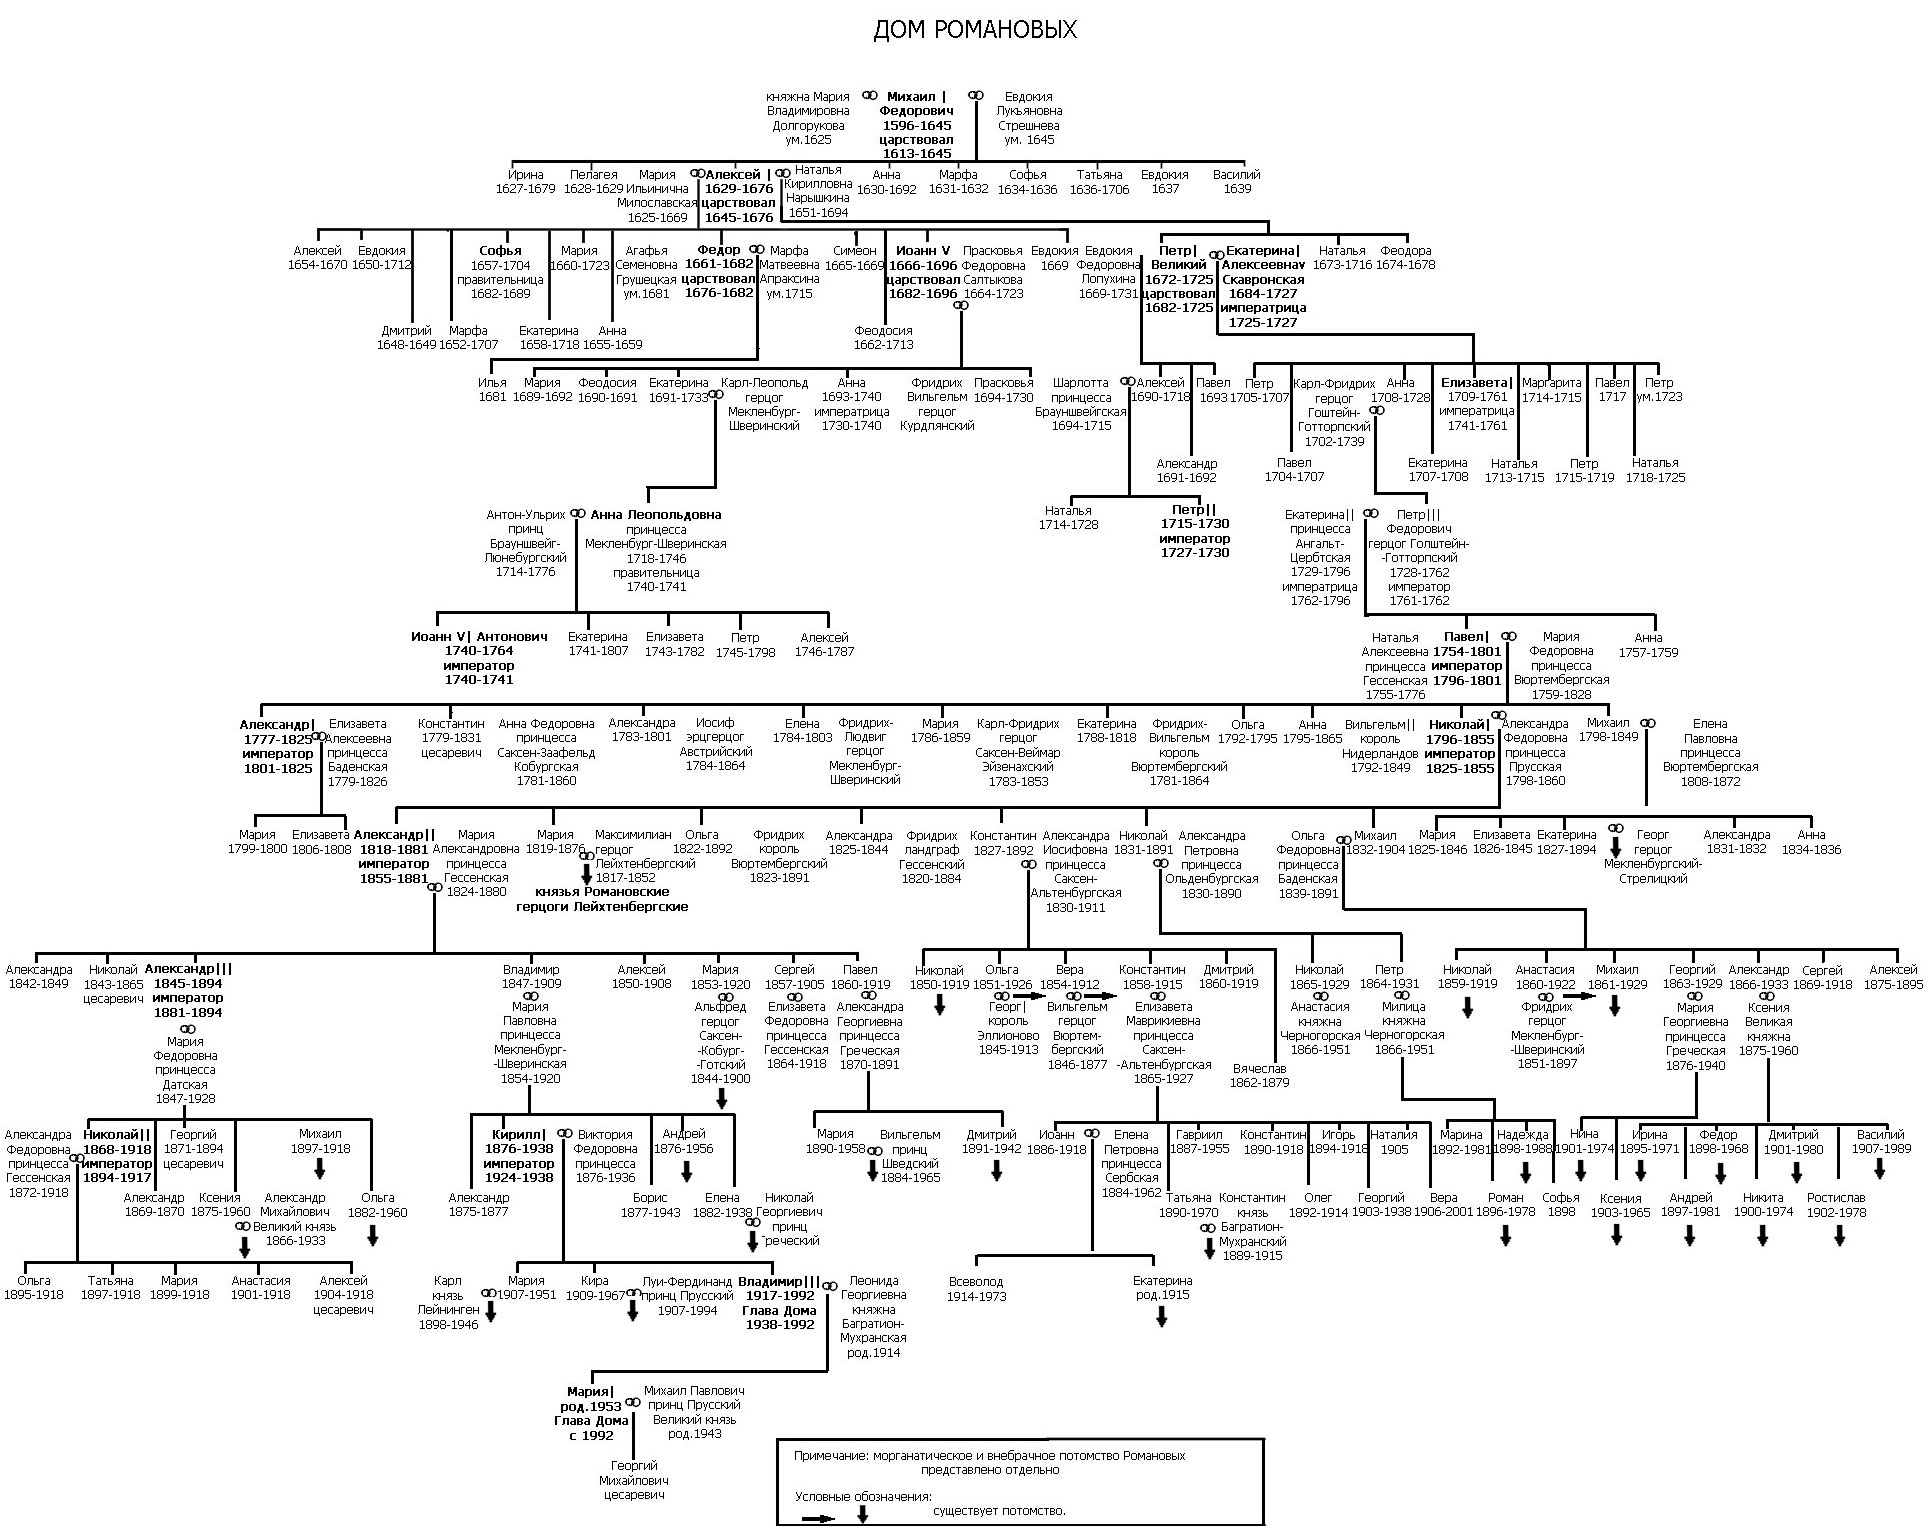 ДОМ РОМАНОВЫХ
княжна Мария
Владимировна
Долгорукова
ум.1625
Михаил |
Федорович
1596-1645
царствовал
1613-1645
Евдокия
Лукьяновна
Стрешнева
ум. 1645
Ирина
1627-1679
Пелагея
1628-1629
Мария
Ильинична
Милославская
1625-1669
Алексей |
1629-1676
царствовал
1645-1676
Наталья
Кирилловна
Нарышкина
1651-1694
Анна
1630-1692
Марфа
1631-1632
Софья
1634-1636
Татьяна
1636-1706
Евдокия
1637
Василий
1639
Алексей
1654-1670
Евдокия
1650-1712
Софья
1657-1704
правительница
1682-1689
Мария
1660-1723
Агафья
Семеновна
Грушецкая
ум.1681
Федор
1661-1682
царствовал
1676-1682
Марфа
Матвеевна
Апраксина
ум.1715
Симеон
1665-1669
Иоанн V
1666-1696
царствовал
1682-1696
Прасковья
Федоровна
Салтыкова
1664-1723
Евдокия
1669
Евдокия
Федоровна
Лопухина
1669-1731
Петр|
Великий
1672-1725
царствовал
1682-1725
Екатерина|
Алексеевна
Скавронская
1684-1727
императрица
1725-1727
Наталья
1673-1716
Феодора
1674-1678
Дмитрий
1648-1649
Марфа
1652-1707
Екатерина
1658-1718
Анна
1655-1659
Феодосия
1662-1713
Илья
1681
Мария
1689-1692
Феодосия
1690-1691
Екатерина
1691-1733
Карл-Леопольд
герцог
Мекленбург-
Шверинский
Анна
1693-1740
императрица
1730-1740
Фридрих
Вильгельм
герцог
Курдлянский
Прасковья
1694-1730
Шарлотта
принцесса
Брауншвейгская
1694-1715
Алексей
1690-1718
Павел
1693
Петр
1705-1707
Карл-Фридрих
герцог
Гоштейн-
Готторпский
1702-1739
Анна
1708-1728
Елизавета|
1709-1761
императрица
1741-1761
Маргарита
1714-1715
Павел
1717
Петр
ум.1723
Александр
1691-1692
Павел
1704-1707
Екатерина
1707-1708
Наталья
1713-1715
Петр
1715-1719
Наталья
1718-1725
Антон-Ульрих
принц
Брауншвейг-
Люнебургский
1714-1776
Анна Леопольдовна
принцесса
Мекленбург-Шверинская
1718-1746
правительница
1740-1741
Наталья
1714-1728
Петр||
1715-1730
император
1727-1730
Екатерина||
принцесса
Ангальт-
Цербтская
1729-1796
императрица
1762-1796
Петр|||
Федорович
герцог Голштейн-
-Готторпский
1728-1762
император
1761-1762
Иоанн V| Антонович
1740-1764
император
1740-1741
Екатерина
1741-1807
Елизавета
1743-1782
Петр
1745-1798
Алексей
1746-1787
Наталья
Алексеевна
принцесса
Гессенская
1755-1776
Павел|
1754-1801
император
1796-1801
Мария
Федоровна
принцесса
Вюртембергская
1759-1828
Анна
1757-1759
Александр|
1777-1825
император
1801-1825
Елизавета
Алексеевна
принцесса
Баденская
1779-1826
Константин
1779-1831
цесаревич
Анна Федоровна
принцесса
Саксен-Заафельд
Кобургская
1781-1860
Александра
1783-1801
Иосиф
эрцгерцог
Австрийский
1784-1864
Елена
1784-1803
Фридрих-
Людвиг
герцог
Мекленбург-
Шверинский
Мария
1786-1859
Карл-Фридрих
герцог
Саксен-Веймар
Эйзенахский
1783-1853
Екатерина
1788-1818
Фридрих-
Вильгельм
король
Вюртембергский
1781-1864
Ольга
1792-1795
Анна
1795-1865
Вильгельм||
король
Нидерландов
1792-1849
Николай|
1796-1855
император
1825-1855
Александра
Федоровна
принцесса
Прусская
1798-1860
Михаил
1798-1849
Елена
Павловна
принцесса
Вюртембергская
1808-1872
Мария
1799-1800
Елизавета
1806-1808
Александр||
1818-1881
император
1855-1881
Мария
Александровна
принцесса
Гессенская
1824-1880
Мария
1819-1876
Максимилиан
герцог
Лейхтенбергский
1817-1852
князья Романовские
герцоги Лейхтенбергские
Ольга
1822-1892
Фридрих
король
Вюртембергский
1823-1891
Александра
1825-1844
Фридрих
ландграф
Гессенский
1820-1884
Константин
1827-1892
Александра
Иосифовна
принцесса
Саксен-
Альтенбургская
1830-1911
Николай
1831-1891
Александра
Петровна
принцесса
Ольденбургская
1830-1890
Ольга
Федоровна
принцесса
Баденская
1839-1891
Михаил
1832-1904
Мария
1825-1846
Елизавета
1826-1845
Екатерина
1827-1894
Георг
герцог
Мекленбургский-
Стрелицкий
Александра
1831-1832
Анна
1834-1836
Александра
1842-1849
Николай
1843-1865
цесаревич
Александр|||
1845-1894
император
1881-1894
Мария
Федоровна
принцесса
Датская
1847-1928
Владимир
1847-1909
Мария
Павловна
принцесса
Мекленбург-
-Шверинская
1854-1920
Алексей
1850-1908
Мария
1853-1920
Альфред
герцог
Саксен-
-Кобург-
-Готский
1844-1900
Сергей
1857-1905
Елизавета
Федоровна
принцесса
Гессенская
1864-1918
Павел
1860-1919
Александра
Георгиевна
принцесса
Греческая
1870-1891
Николай
1850-1919
Ольга
1851-1926
Георг|
король
Эллионово
1845-1913
Вера
1854-1912
Вильгельм
герцог
Вюртем-
бергский
1846-1877
Константин
1858-1915
Елизавета
Маврикиевна
принцесса
Саксен-
-Альтенбургская
1865-1927
Дмитрий
1860-1919
Вячеслав
1862-1879
Николай
1865-1929
Анастасия
княжна
Черногорская
1866-1951
Петр
1864-1931
Милица
княжна
Черногорская
1866-1951
Николай
1859-1919
Анастасия
1860-1922
Фридих
герцог
Мекленбург-
-Шверинский
1851-1897
Михаил
1861-1929
Георгий
1863-1929
Мария
Георгиевна
принцесса
Греческая
1876-1940
Александр
1866-1933
Ксения
Великая
княжна
1875-1960
Сергей
1869-1918
Алексей
1875-1895
Александра
Федоровна
принцесса
Гессенская
1872-1918
Николай||
1868-1918
император
1894-1917
Георгий
1871-1894
цесаревич
Михаил
1897-1918
Александр
1869-1870
Ксения
1875-1960
Александр
Михайлович
Великий князь
1866-1933
Ольга
1882-1960
Кирилл|
1876-1938
император
1924-1938
Виктория
Федоровна
принцесса
1876-1936
Андрей
1876-1956
Александр
1875-1877
Борис
1877-1943
Елена
1882-1938
Николай
Георгиевич
принц
Греческий
Мария
1890-1958
Вильгельм
принц
Шведский
1884-1965
Дмитрий
1891-1942
Иоанн
1886-1918
Елена
Петровна
принцесса
Сербская
1884-1962
Гавриил
1887-1955
Константин
1890-1918
Игорь
1894-1918
Наталия
1905
Татьяна
1890-1970
Константин
князь
Багратион-
Мухранский
1889-1915
Олег
1892-1914
Георгий
1903-1938
Вера
1906-2001
Марина
1892-1981
Надежда
1898-1988
Роман
1896-1978
Софья
1898
Нина
1901-1974
Ксения
1903-1965
Ирина
1895-1971
Федор
1898-1968
Дмитрий
1901-1980
Василий
1907-1989
Андрей
1897-1981
Никита
1900-1974
Ростислав
1902-1978
Ольга
1895-1918
Татьяна
1897-1918
Мария
1899-1918
Анастасия
1901-1918
Алексей
1904-1918
цесаревич
Карл
князь
Лейнинген
1898-1946
Мария
1907-1951
Кира
1909-1967
Луи-Фердинанд
принц Прусский
1907-1994
Владимир|||
1917-1992
Глава Дома
1938-1992
Леонида
Георгиевна
княжна
Багратион-
Мухранская
род.1914
Всеволод
1914-1973
Екатерина
род.1915
Мария|
род.1953
Глава Дома
с 1992
Михаил Павлович
принц Прусский
Великий князь
род.1943
Георгий
Михайлович
цесаревич
Примечание: морганатическое и внебрачное потомство Романовых
представлено отдельно
Условные обозначения:
существует потомство.